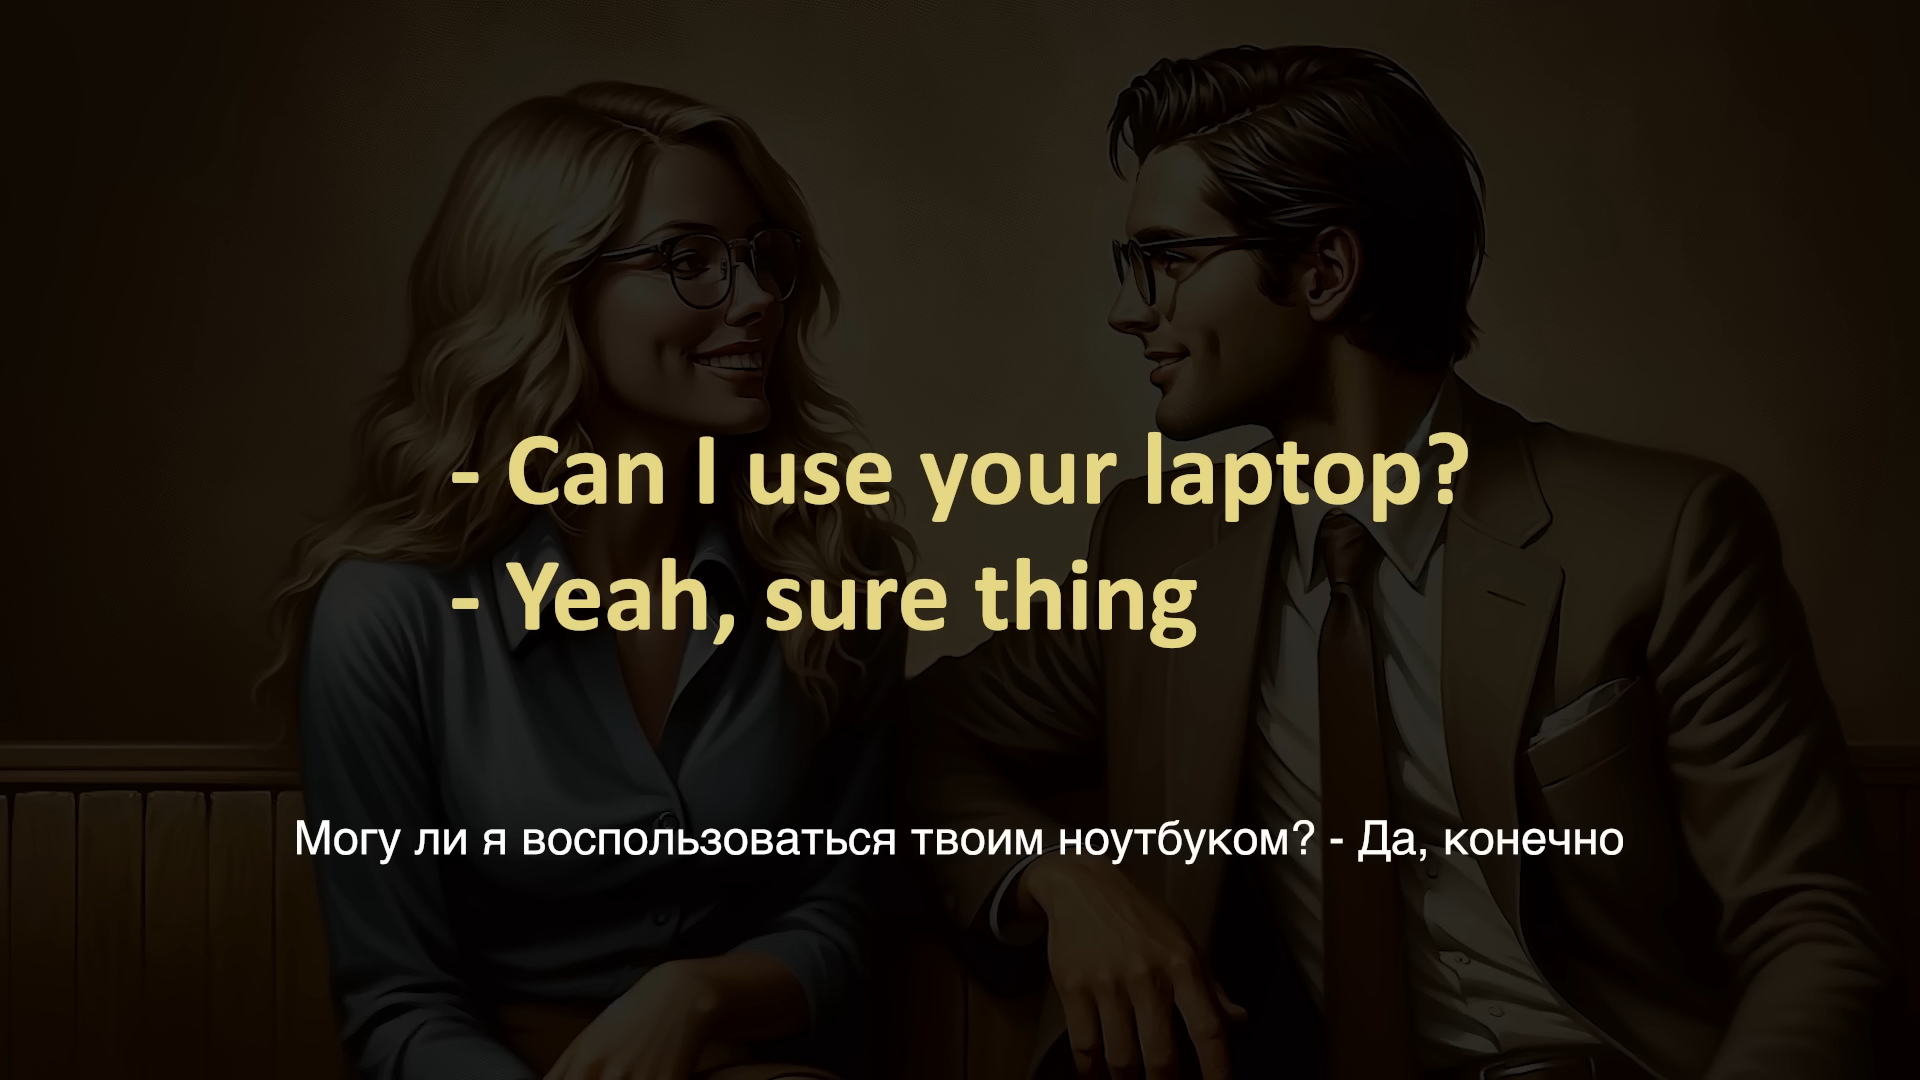 - Can I use your laptop?
- Yeah, sure thing
Могу ли я воспользоваться твоим ноутбуком? - Да, конечно